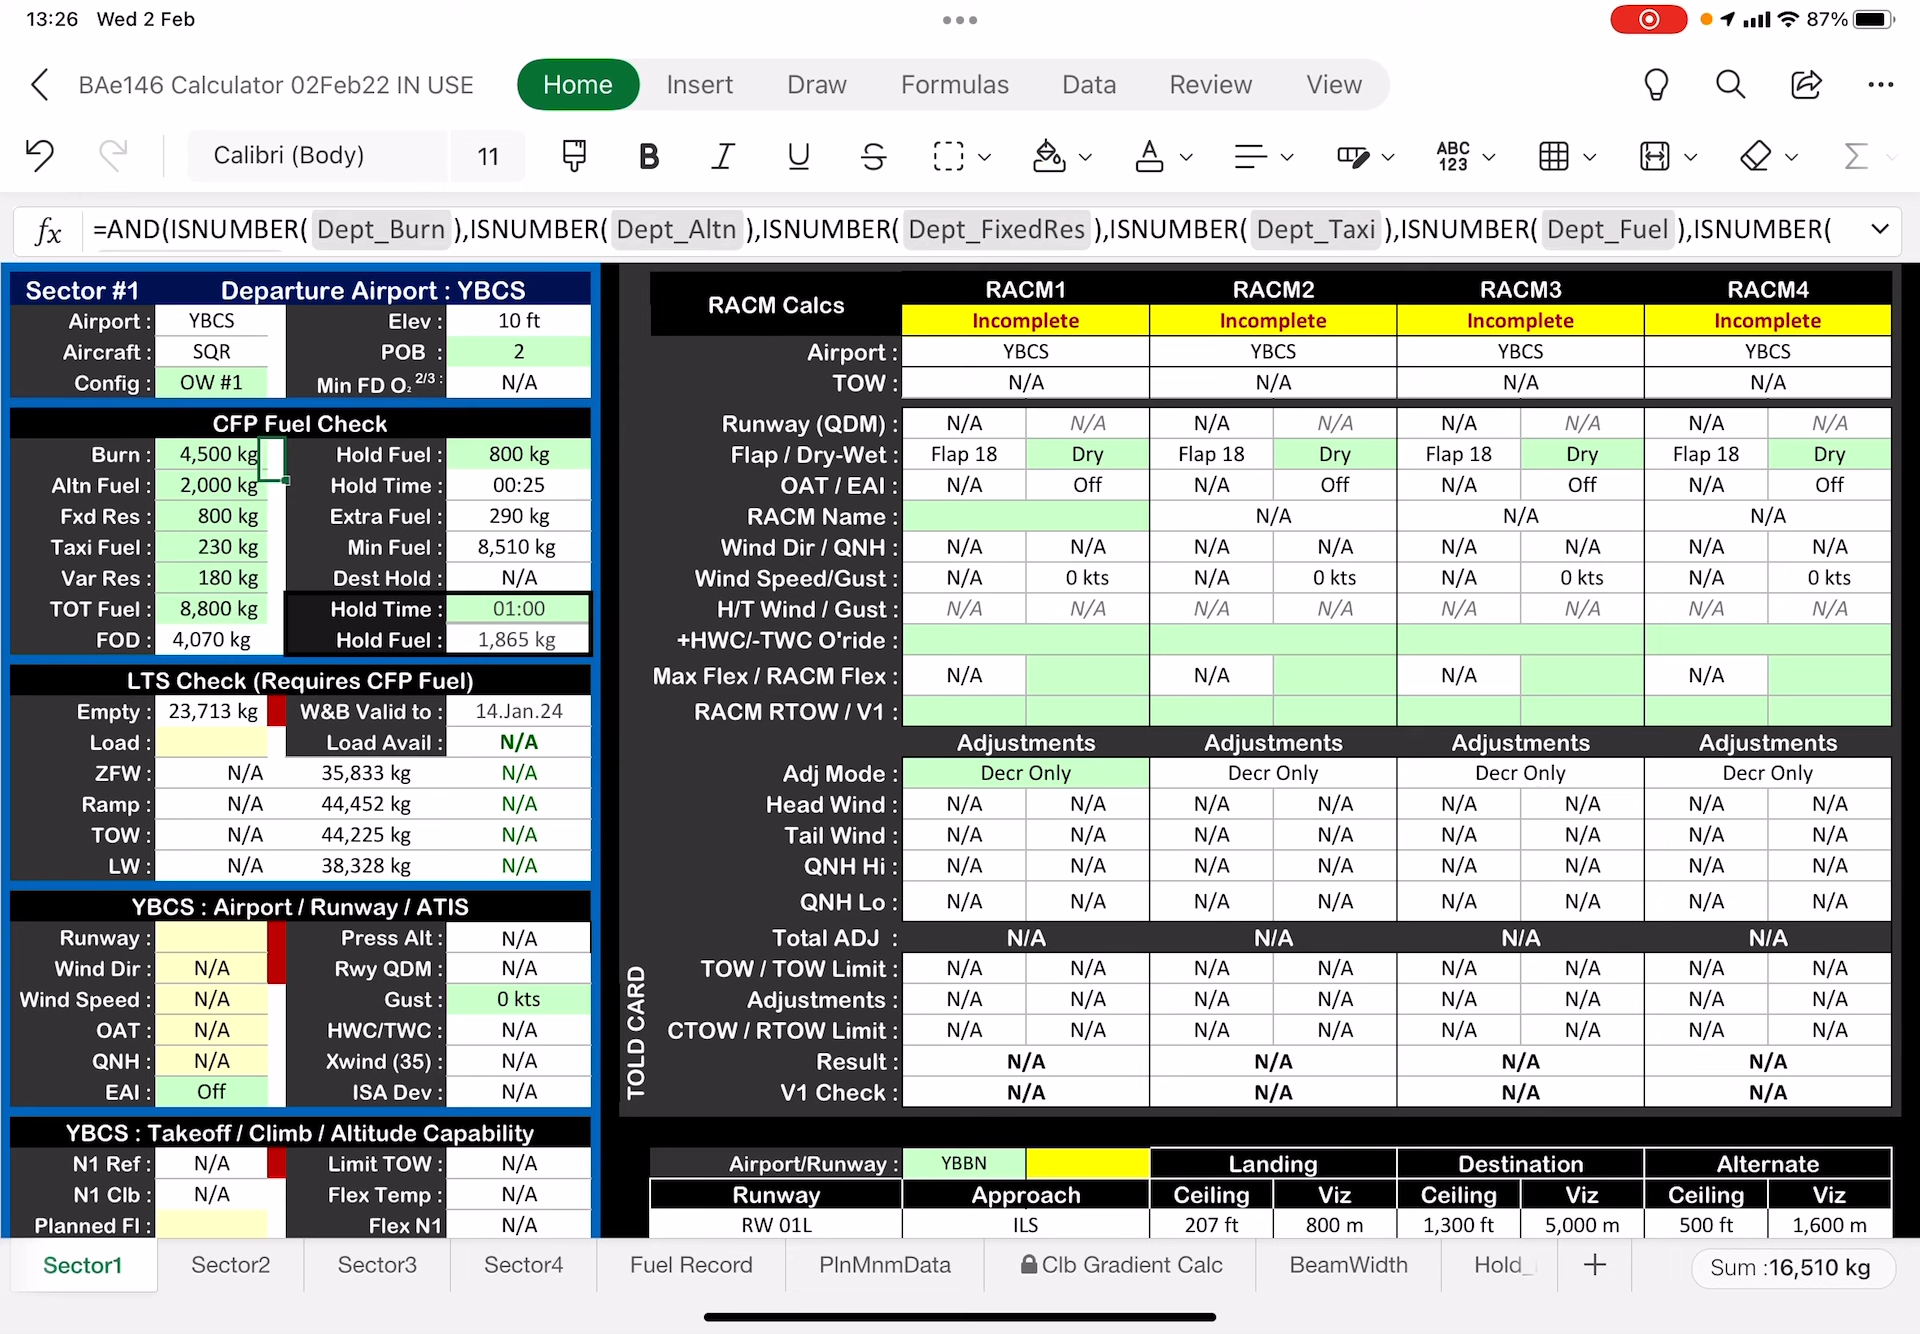 13:26 Wed 2 Feb
87%
BAe146 Calculator 02Feb22 IN USE
Home Insert Draw Formulas Data Review View
Calibri (Body) 11 B I U S ABC 123 Σ
fx =AND(ISNUMBER( Dept_Burn ),ISNUMBER( Dept_Altn ),ISNUMBER( Dept_FixedRes ),ISNUMBER( Dept_Taxi ),ISNUMBER( Dept_Fuel ),ISNUMBER(
Sector #1 Departure Airport : YBCS
Airport : YBCS Elev : 10 ft
Aircraft : SQR POB : 2
Config : OW #1 Min FD O₂ 2/3 : N/A
CFP Fuel Check
Burn : 4,500 kg Hold Fuel : 800 kg
Altn Fuel : 2,000 kg Hold Time : 00:25
Fxd Res : 800 kg Extra Fuel : 290 kg
Taxi Fuel : 230 kg Min Fuel : 8,510 kg
Var Res : 180 kg Dest Hold : N/A
TOT Fuel : 8,800 kg Hold Time : 01:00
FOD : 4,070 kg Hold Fuel : 1,865 kg
LTS Check (Requires CFP Fuel)
Empty : 23,713 kg W&B Valid to : 14.Jan.24
Load : Load Avail : N/A
ZFW : N/A 35,833 kg N/A
Ramp : N/A 44,452 kg N/A
TOW : N/A 44,225 kg N/A
LW : N/A 38,328 kg N/A
YBCS : Airport / Runway / ATIS
Runway : Press Alt : N/A
Wind Dir : N/A Rwy QDM : N/A
Wind Speed : N/A Gust : 0 kts
OAT : N/A HWC/TWC : N/A
QNH : N/A Xwind (35) : N/A
EAI : Off ISA Dev : N/A
YBCS : Takeoff / Climb / Altitude Capability
N1 Ref : N/A Limit TOW : N/A
N1 Clb : N/A Flex Temp : N/A
Planned Fl : Flex N1 N/A
RACM Calcs RACM1 RACM2 RACM3 RACM4
Incomplete Incomplete Incomplete Incomplete
Airport : YBCS YBCS YBCS YBCS
TOW : N/A N/A N/A N/A
Runway (QDM) : N/A N/A N/A N/A N/A N/A N/A N/A
Flap / Dry-Wet : Flap 18 Dry Flap 18 Dry Flap 18 Dry Flap 18 Dry
OAT / EAI : N/A Off N/A Off N/A Off N/A Off
RACM Name : N/A N/A N/A
Wind Dir / QNH : N/A N/A N/A N/A N/A N/A N/A N/A
Wind Speed/Gust : N/A 0 kts N/A 0 kts N/A 0 kts N/A 0 kts
H/T Wind / Gust : N/A N/A N/A N/A N/A N/A N/A N/A
+HWC/-TWC O'ride :
Max Flex / RACM Flex : N/A N/A N/A N/A
RACM RTOW / V1 :
Adjustments Adjustments Adjustments Adjustments
Adj Mode : Decr Only Decr Only Decr Only Decr Only
Head Wind : N/A N/A N/A N/A N/A N/A N/A N/A
Tail Wind : N/A N/A N/A N/A N/A N/A N/A N/A
QNH Hi : N/A N/A N/A N/A N/A N/A N/A N/A
QNH Lo : N/A N/A N/A N/A N/A N/A N/A N/A
Total ADJ : N/A N/A N/A N/A
TOLD CARD
TOW / TOW Limit : N/A N/A N/A N/A N/A N/A N/A N/A
Adjustments : N/A N/A N/A N/A N/A N/A N/A N/A
CTOW / RTOW Limit : N/A N/A N/A N/A N/A N/A N/A N/A
Result : N/A N/A N/A N/A
V1 Check : N/A N/A N/A N/A
Airport/Runway : YBBN Landing Destination Alternate
Runway Approach Ceiling Viz Ceiling Viz Ceiling Viz
RW 01L ILS 207 ft 800 m 1,300 ft 5,000 m 500 ft 1,600 m
Sector1 Sector2 Sector3 Sector4 Fuel Record PlnMnmData Clb Gradient Calc BeamWidth Hold_ + Sum :16,510 kg